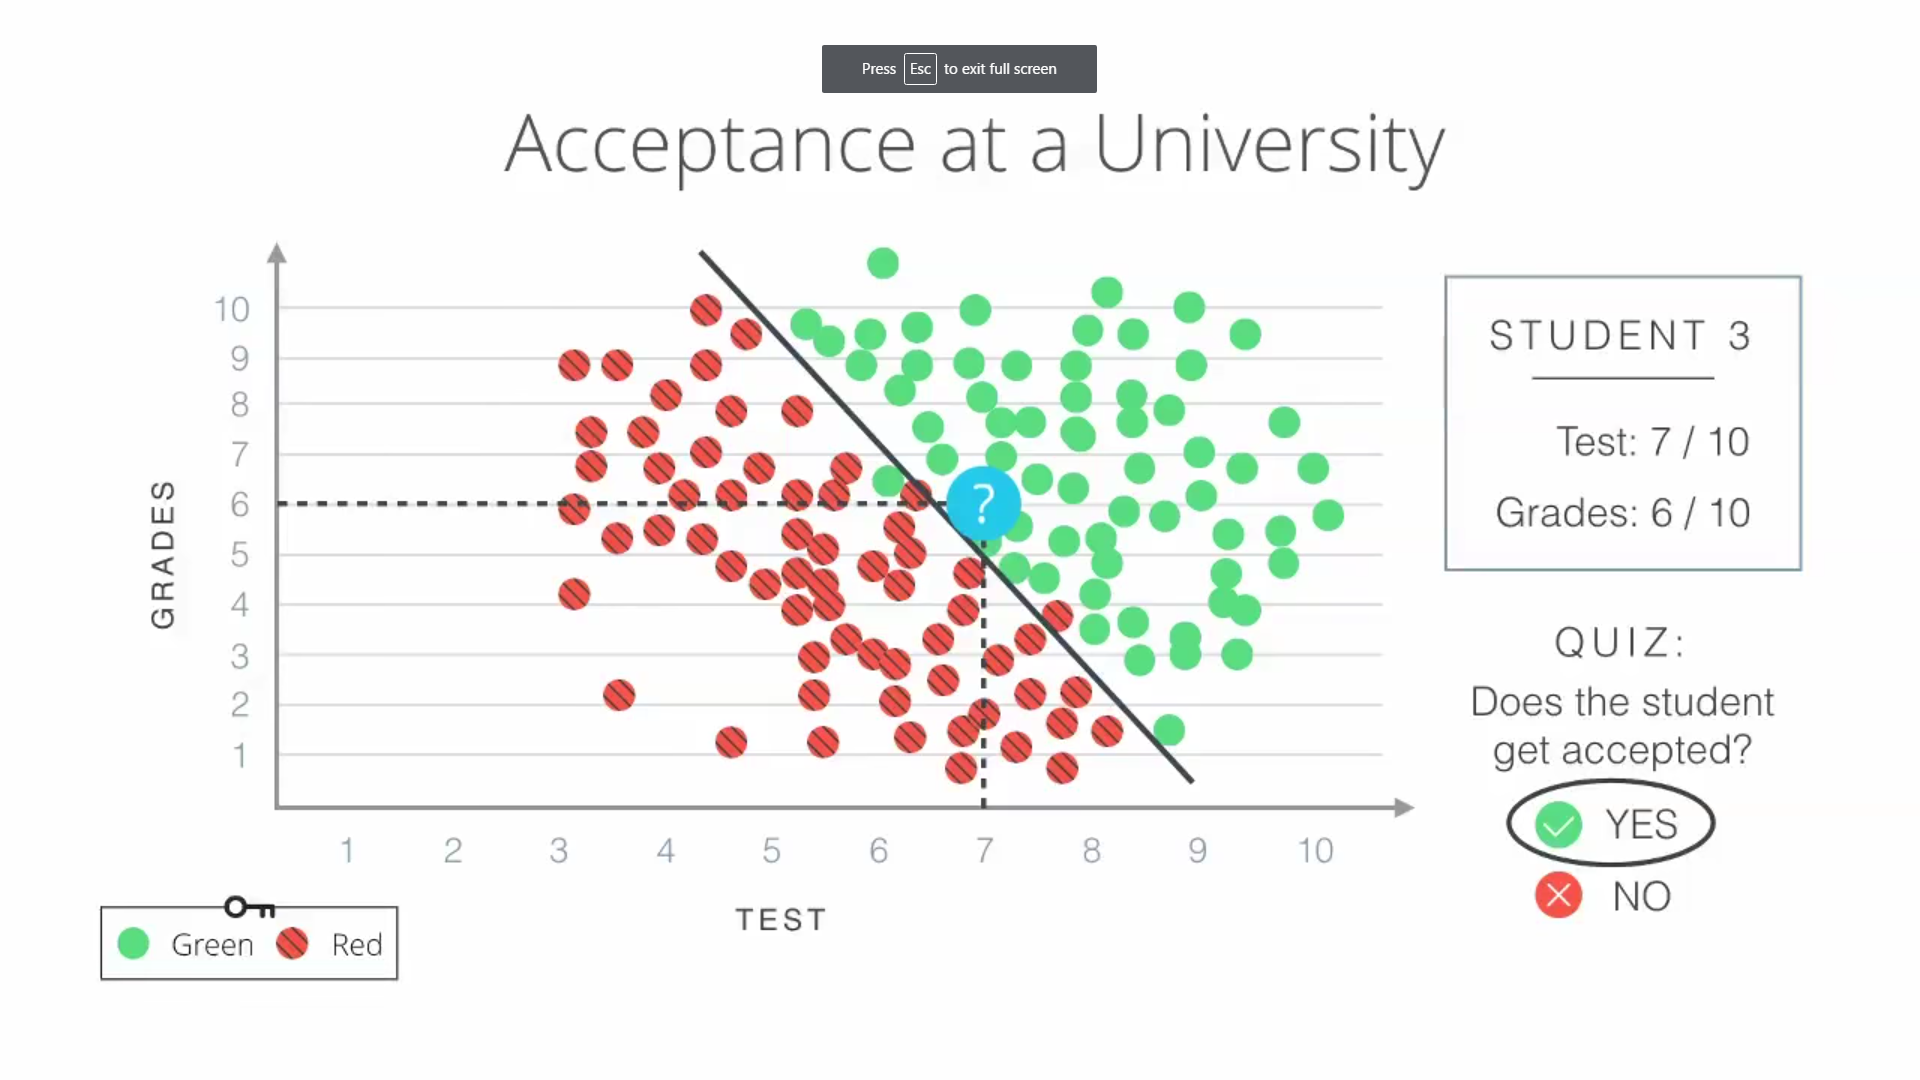 Press Esc to exit full screen
Acceptance at a University
GRADES
10
9
8
7
6
5
4
3
2
1
?
1 2 3 4 5 6 7 8 9 10
TEST
Green Red
STUDENT 3
Test: 7 / 10
Grades: 6 / 10
QUIZ:
Does the student
get accepted?
YES
NO